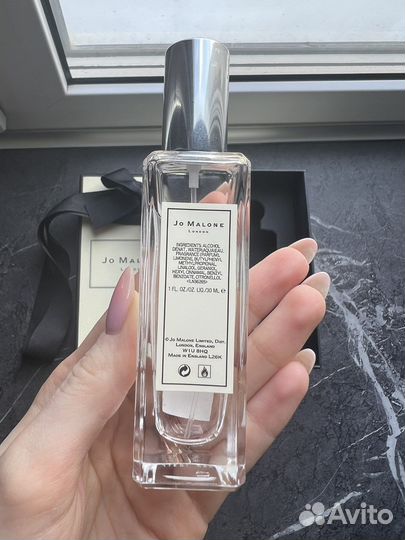 JO MALONE
LONDON
INGREDIENTS: ALCOHOL
DENAT., WATER\AQUA\EAU,
FRAGRANCE (PARFUM),
LIMONENE, BUTYLPHENYL
METHYLPROPIONAL,
LINALOOL, GERANIOL,
HEXYL CINNAMAL, BENZYL
BENZOATE, CITRONELLOL
1 FL. OZ./OZ. LIQ./30 ML ℮
© JO MALONE LIMITED, DIST.
LONDON, ENGLAND
W1U 8HQ
MADE IN ENGLAND L26K
JO MA
Avito